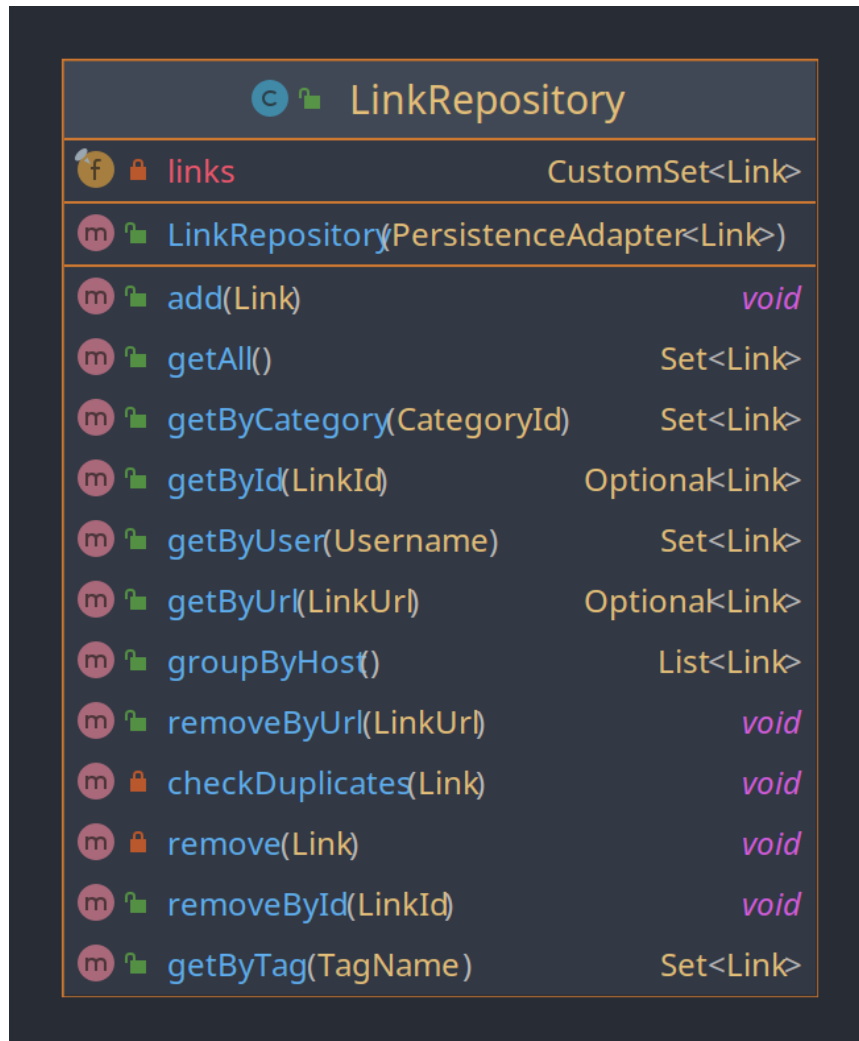 C LinkRepository
f links CustomSet<Link>
m LinkRepository(PersistenceAdapter<Link>)
m add(Link) void
m getAll() Set<Link>
m getByCategory(CategoryId) Set<Link>
m getById(LinkId) Optional<Link>
m getByUser(Username) Set<Link>
m getByUrl(LinkUrl) Optional<Link>
m groupByHost() List<Link>
m removeByUrl(LinkUrl) void
m checkDuplicates(Link) void
m remove(Link) void
m removeById(LinkId) void
m getByTag(TagName) Set<Link>